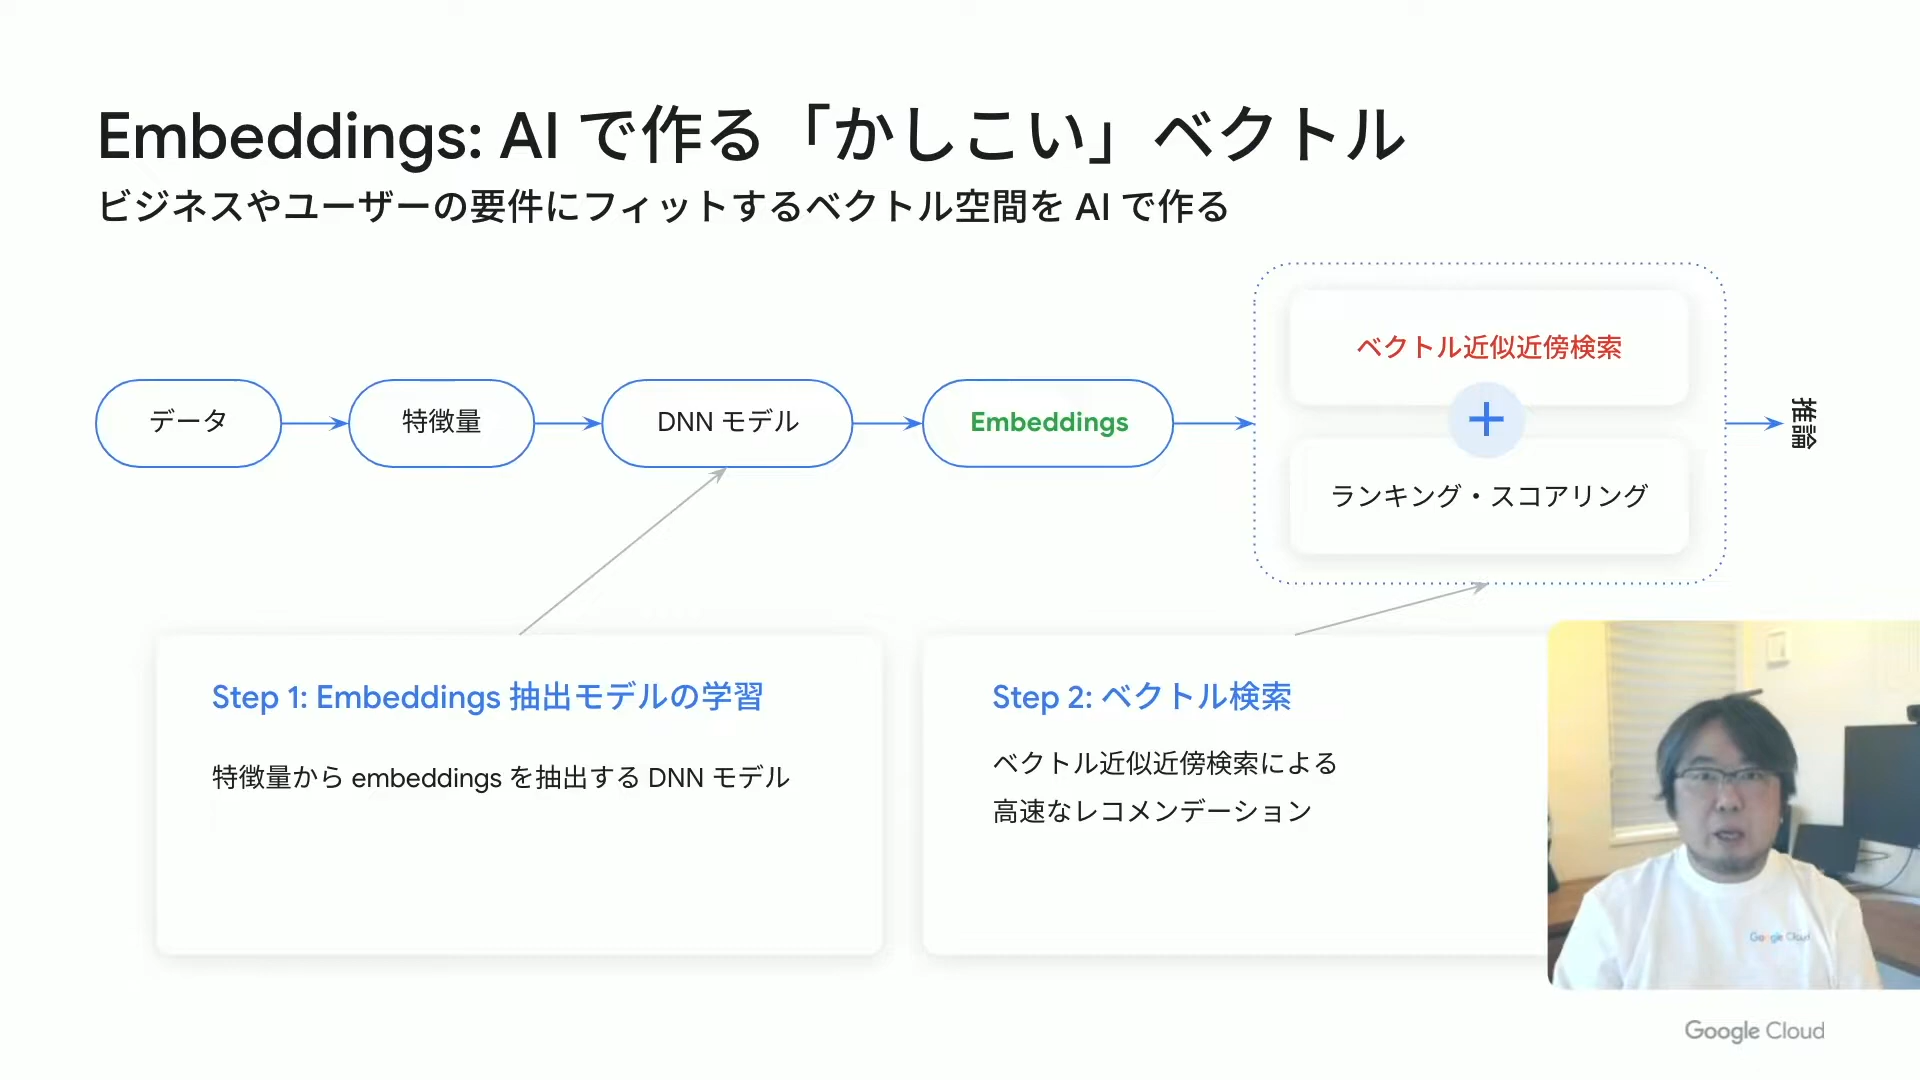 Embeddings: AI で作る「かしこい」ベクトル
ビジネスやユーザーの要件にフィットするベクトル空間を AI で作る
データ
特徴量
DNN モデル
Embeddings
ベクトル近似近傍検索
+
ランキング・スコアリング
推論
Step 1: Embeddings 抽出モデルの学習
特徴量から embeddings を抽出する DNN モデル
Step 2: ベクトル検索
ベクトル近似近傍検索による
高速なレコメンデーション
Google Cloud
Google Cloud